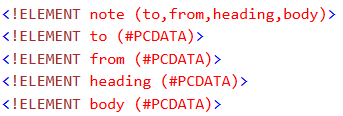 <!ELEMENT note (to,from,heading,body)>
<!ELEMENT to (#PCDATA)>
<!ELEMENT from (#PCDATA)>
<!ELEMENT heading (#PCDATA)>
<!ELEMENT body (#PCDATA)>